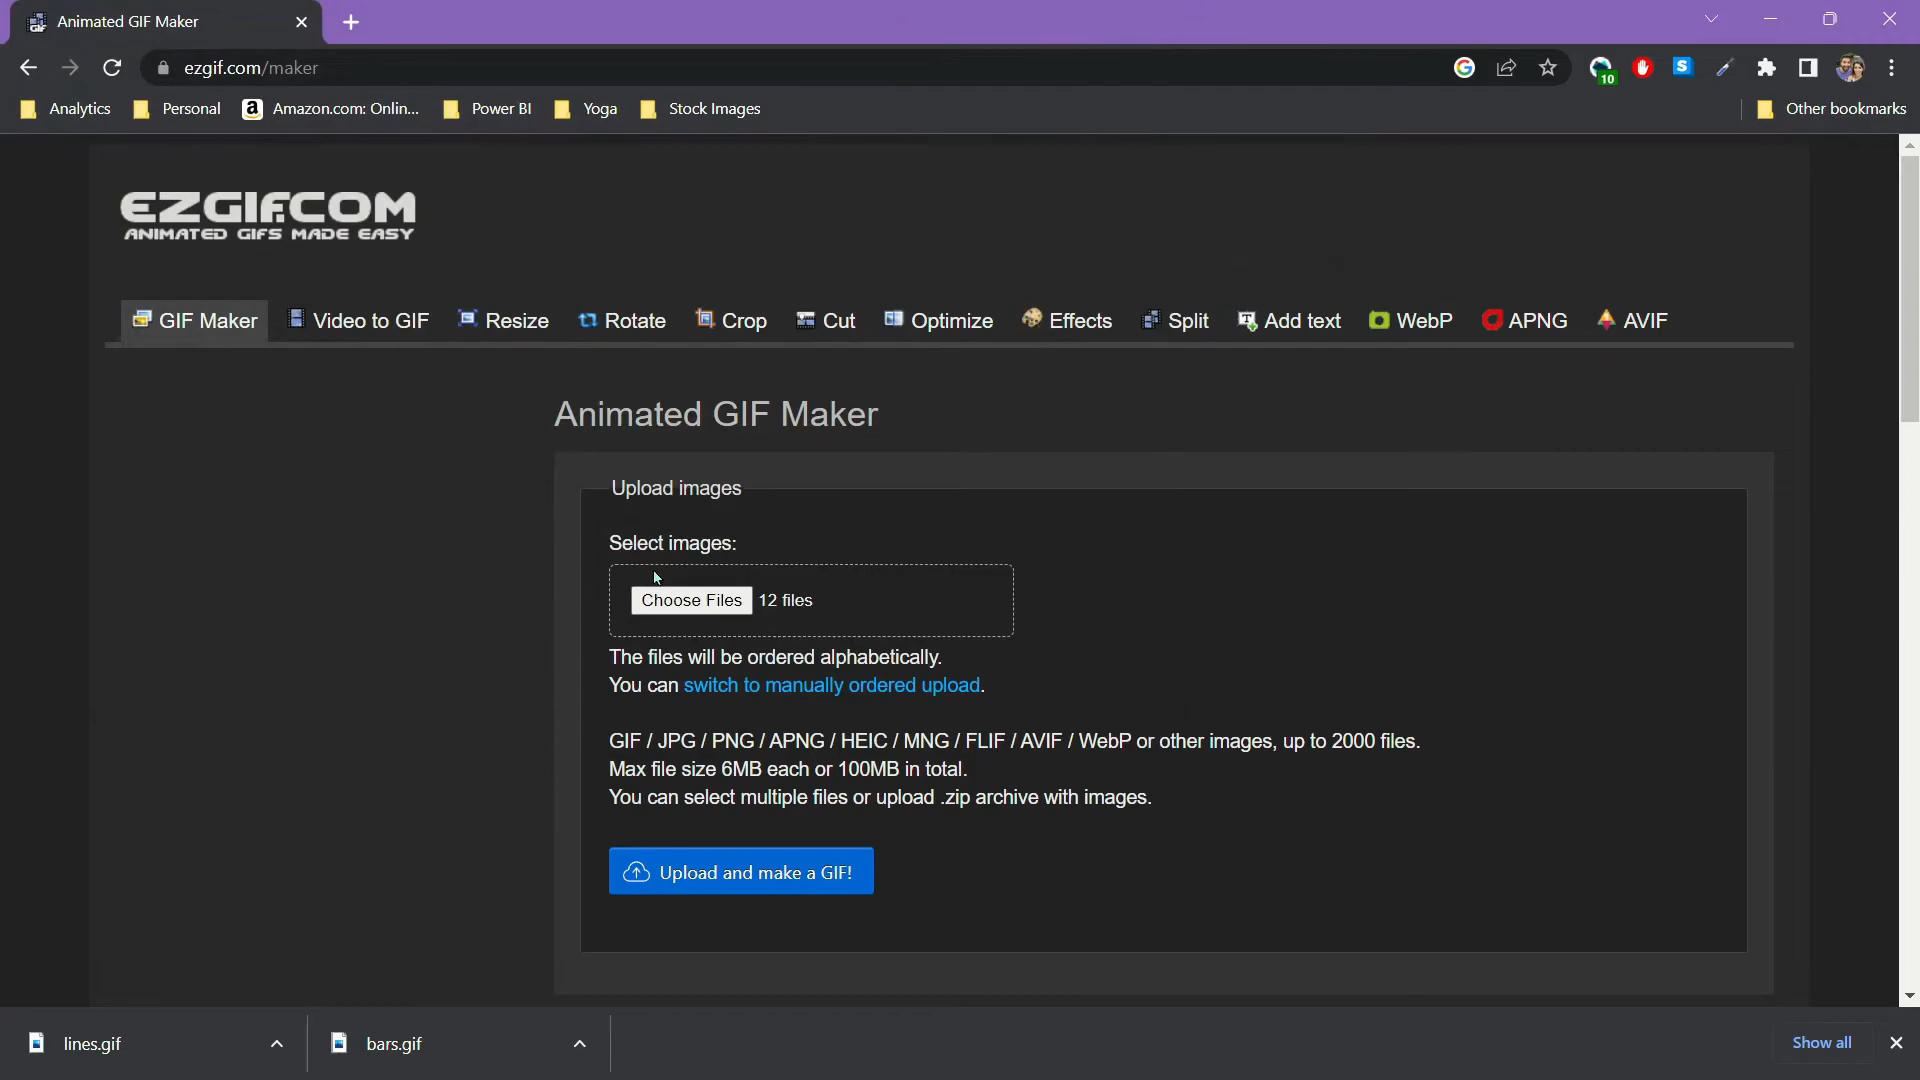 Animated GIF Maker
ezgif.com/maker
10
S
Analytics
Personal
a
Amazon.com: Onlin...
Power BI
Yoga
Stock Images
Other bookmarks
EZGIF.COM
ANIMATED GIFS MADE EASY
GIF Maker
Video to GIF
Resize
Rotate
Crop
Cut
Optimize
Effects
Split
Add text
WebP
APNG
AVIF
Animated GIF Maker
Upload images
Select images:
Choose Files 12 files
The files will be ordered alphabetically.
You can switch to manually ordered upload.
GIF / JPG / PNG / APNG / HEIC / MNG / FLIF / AVIF / WebP or other images, up to 2000 files.
Max file size 6MB each or 100MB in total.
You can select multiple files or upload .zip archive with images.
Upload and make a GIF!
lines.gif
bars.gif
Show all